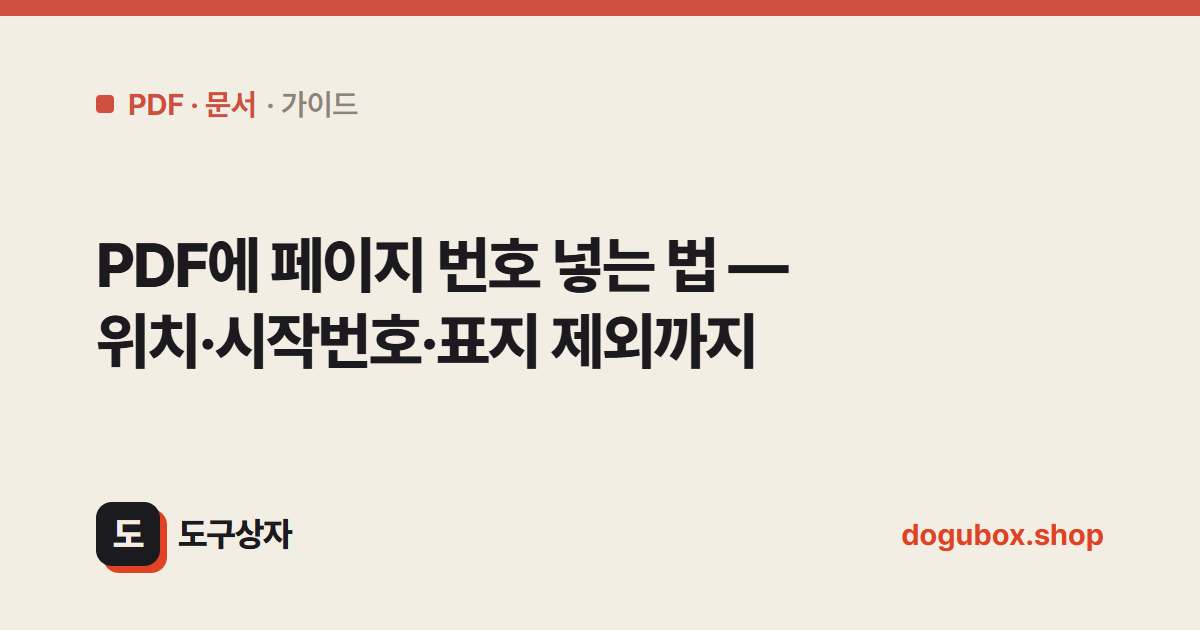 PDF · 문서 · 가이드
PDF에 페이지 번호 넣는 법 —
위치·시작번호·표지 제외까지
도 도구상자
dogubox.shop